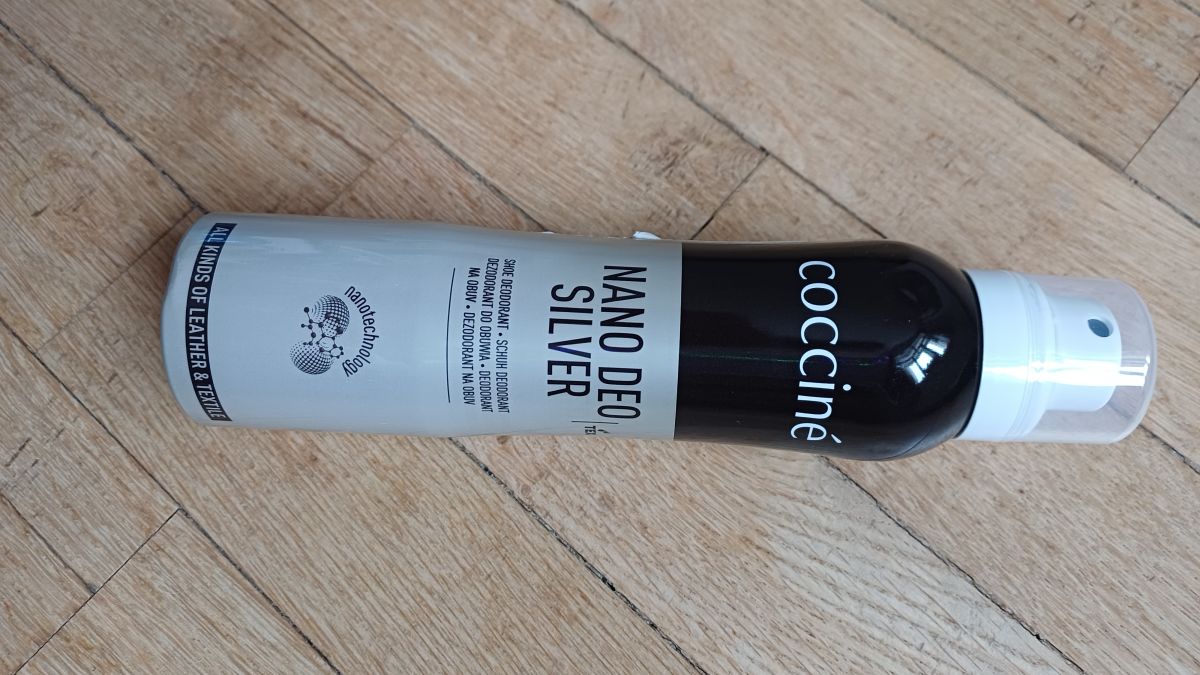 cocciné
NANO DEO
SILVER
SHOE DEODORANT • SCHUH DEODORANT
DEZODORANT DO OBUWIA • DEODORANT
NA OBUV • DEZODORANT NA OBUV
nanotechnology
ALL KINDS OF LEATHER & TEXTILE